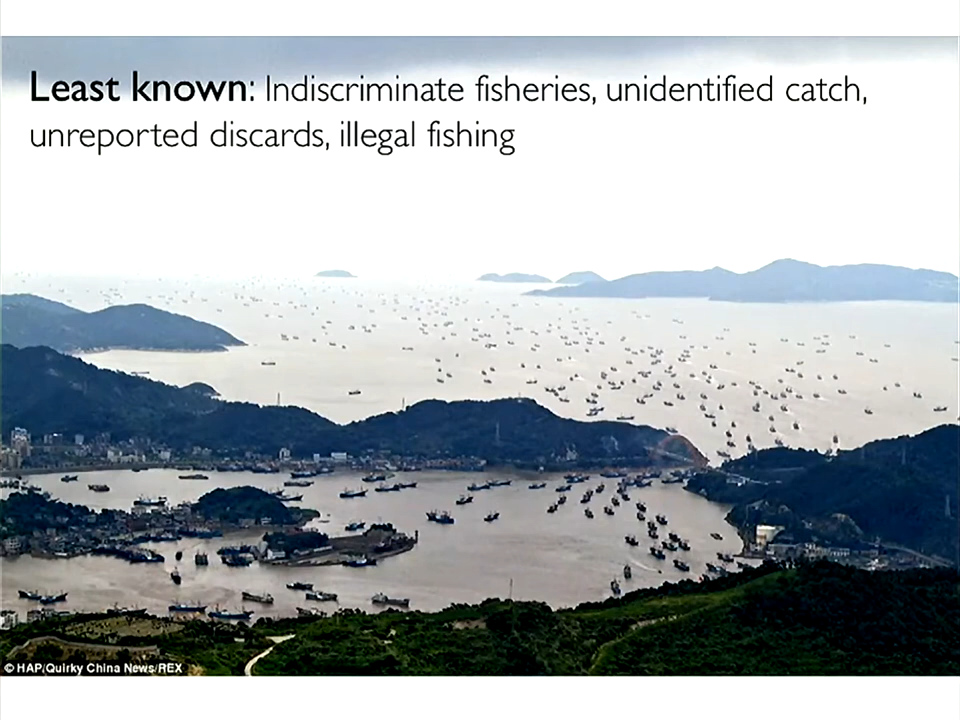 Least known: Indiscriminate fisheries, unidentified catch,
unreported discards, illegal fishing
© HAP/Quirky China News/REX